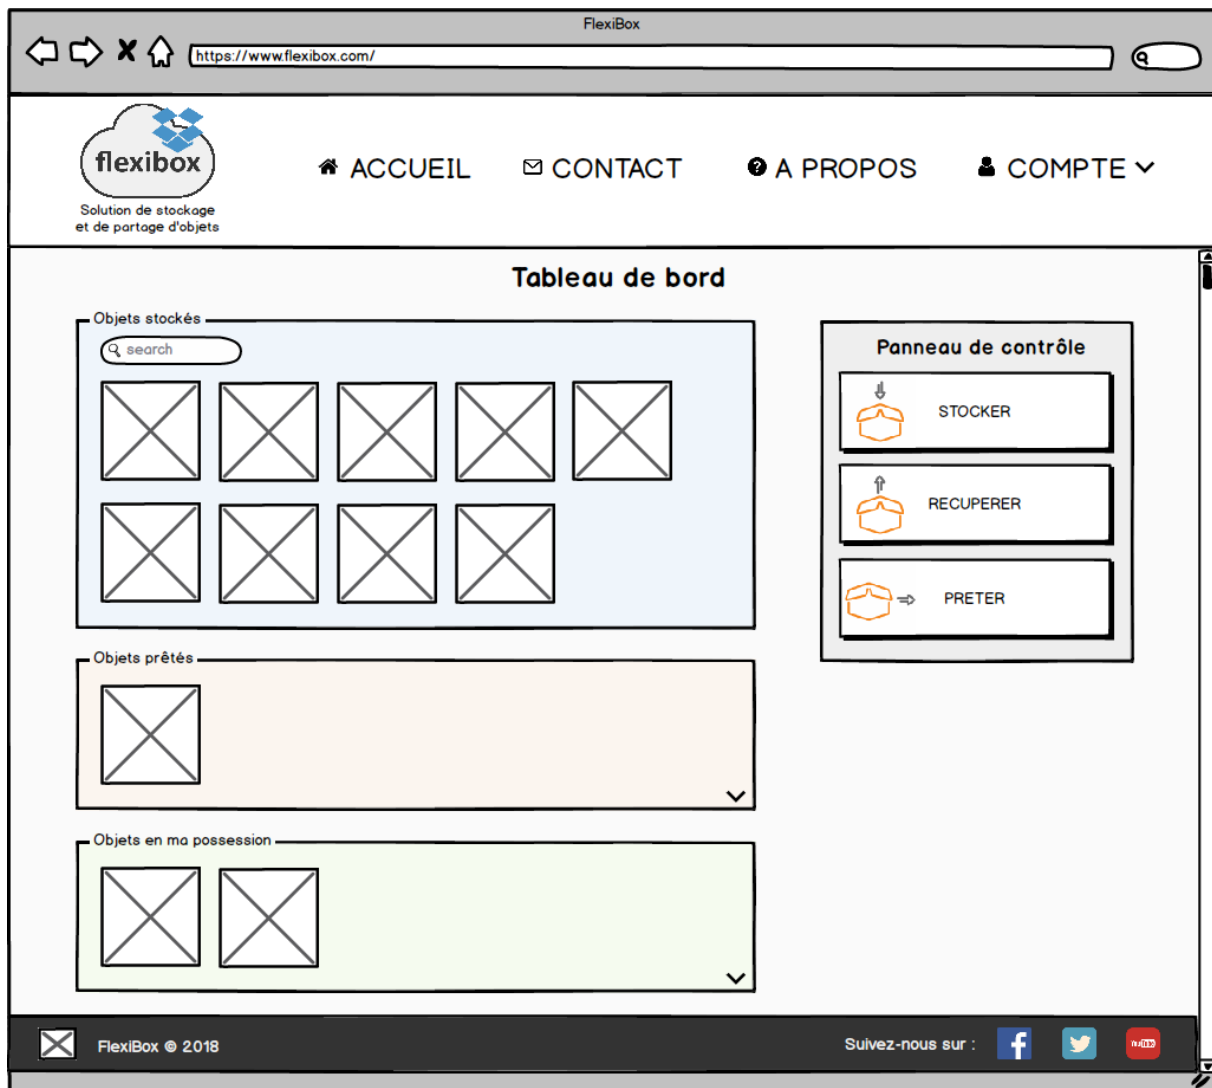 FlexiBox
https://www.flexibox.com/
flexibox
Solution de stockage
et de partage d'objets
ACCUEIL
CONTACT
A PROPOS
COMPTE
Tableau de bord
Objets stockés
search
Panneau de contrôle
STOCKER
RECUPERER
PRETER
Objets prêtés
Objets en ma possession
FlexiBox © 2018
Suivez-nous sur :